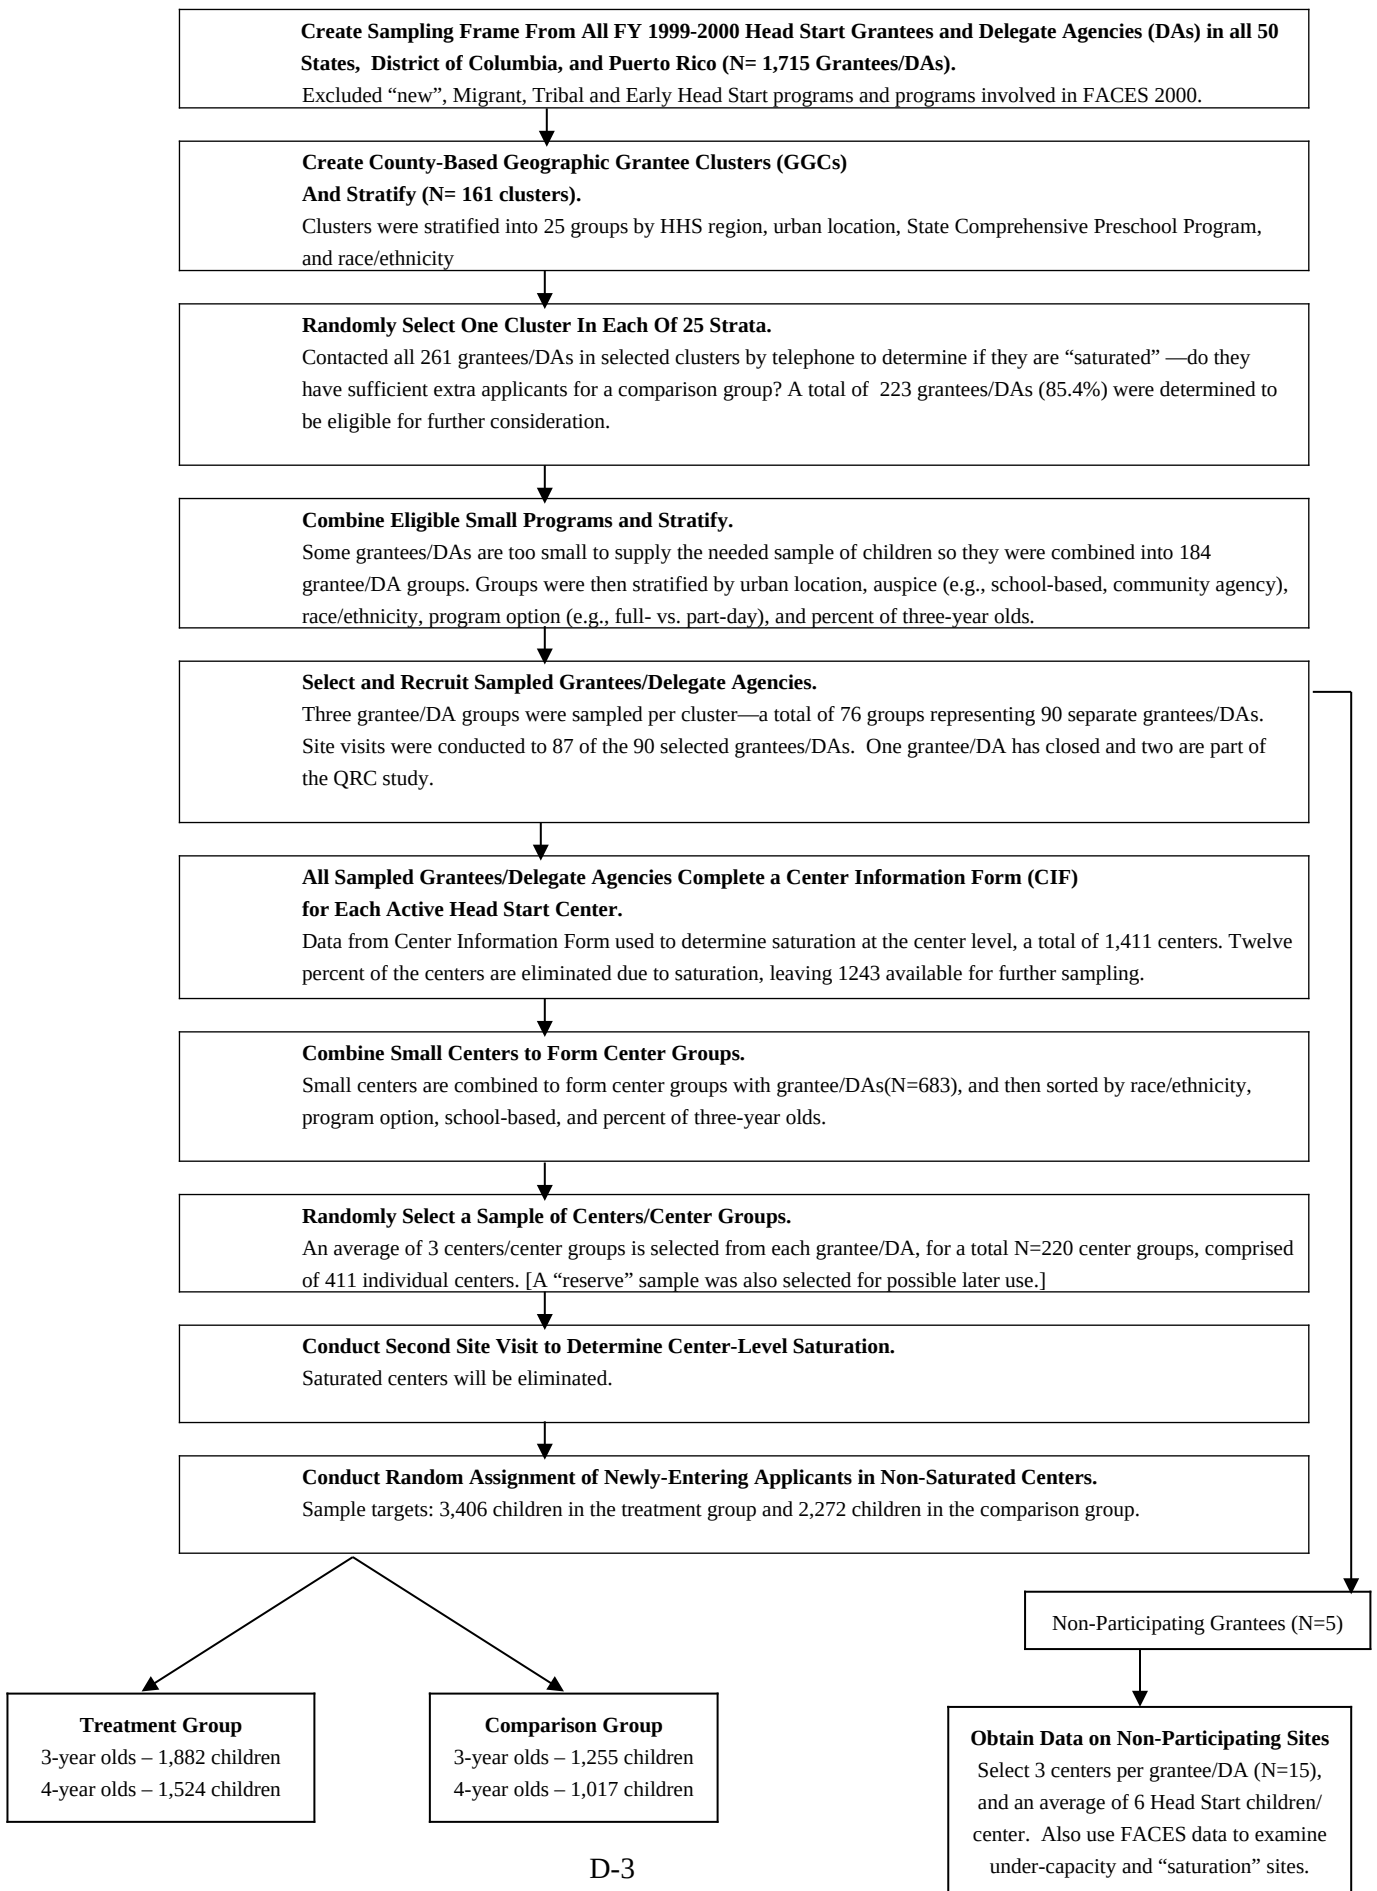 Create Sampling Frame From All FY 1999-2000 Head Start Grantees and Delegate Agencies (DAs) in all 50
States,  District of Columbia, and Puerto Rico (N= 1,715 Grantees/DAs).
Excluded “new”, Migrant, Tribal and Early Head Start programs and programs involved in FACES 2000.
Create County-Based Geographic Grantee Clusters (GGCs)
And Stratify (N= 161 clusters).
Clusters were stratified into 25 groups by HHS region, urban location, State Comprehensive Preschool Program,
and race/ethnicity
Randomly Select One Cluster In Each Of 25 Strata.
Contacted all 261 grantees/DAs in selected clusters by telephone to determine if they are “saturated” —do they
have sufficient extra applicants for a comparison group? A total of  223 grantees/DAs (85.4%) were determined to
be eligible for further consideration.
Combine Eligible Small Programs and Stratify.
Some grantees/DAs are too small to supply the needed sample of children so they were combined into 184
grantee/DA groups. Groups were then stratified by urban location, auspice (e.g., school-based, community agency),
race/ethnicity, program option (e.g., full- vs. part-day), and percent of three-year olds.
Select and Recruit Sampled Grantees/Delegate Agencies.
Three grantee/DA groups were sampled per cluster—a total of 76 groups representing 90 separate grantees/DAs.
Site visits were conducted to 87 of the 90 selected grantees/DAs.  One grantee/DA has closed and two are part of
the QRC study.
All Sampled Grantees/Delegate Agencies Complete a Center Information Form (CIF)
for Each Active Head Start Center.
Data from Center Information Form used to determine saturation at the center level, a total of 1,411 centers. Twelve
percent of the centers are eliminated due to saturation, leaving 1243 available for further sampling.
Combine Small Centers to Form Center Groups.
Small centers are combined to form center groups with grantee/DAs(N=683), and then sorted by race/ethnicity,
program option, school-based, and percent of three-year olds.
Randomly Select a Sample of Centers/Center Groups.
An average of 3 centers/center groups is selected from each grantee/DA, for a total N=220 center groups, comprised
of 411 individual centers. [A “reserve” sample was also selected for possible later use.]
Conduct Second Site Visit to Determine Center-Level Saturation.
Saturated centers will be eliminated.
Conduct Random Assignment of Newly-Entering Applicants in Non-Saturated Centers.
Sample targets: 3,406 children in the treatment group and 2,272 children in the comparison group.
Non-Participating Grantees (N=5)
Treatment Group
3-year olds – 1,882 children
4-year olds – 1,524 children
Comparison Group
3-year olds – 1,255 children
4-year olds – 1,017 children
Obtain Data on Non-Participating Sites
Select 3 centers per grantee/DA (N=15),
and an average of 6 Head Start children/
center.  Also use FACES data to examine
under-capacity and “saturation” sites.
D-3